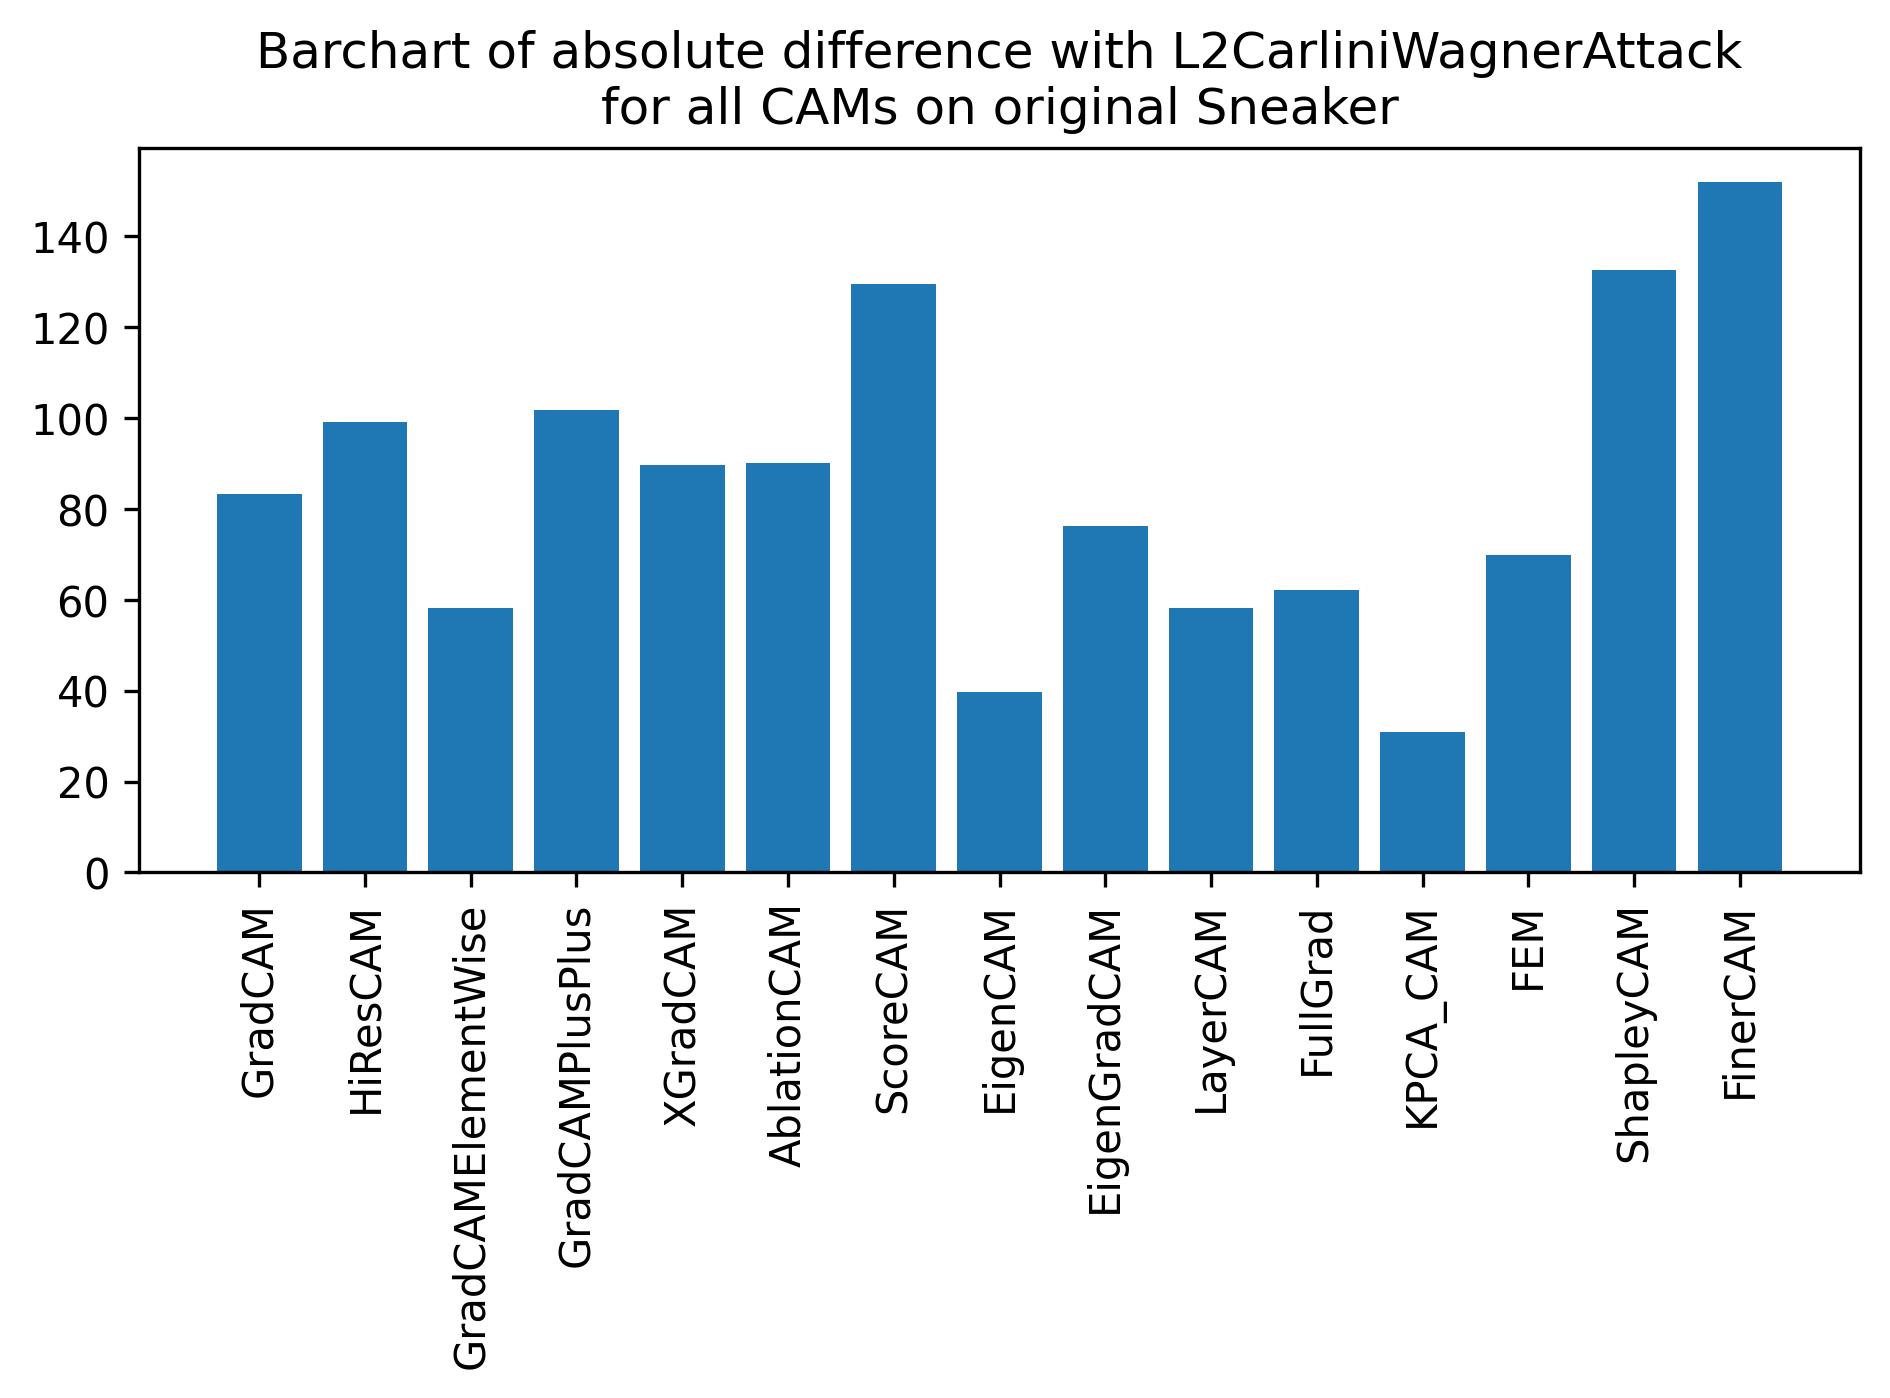 Barchart of absolute difference with L2CarliniWagnerAttack
for all CAMs on original Sneaker
140
120
100
80
60
40
20
0
GradCAM
HiResCAM
GradCAMElementWise
GradCAMPlusPlus
XGradCAM
AblationCAM
ScoreCAM
EigenCAM
EigenGradCAM
LayerCAM
FullGrad
KPCA_CAM
FEM
ShapleyCAM
FinerCAM